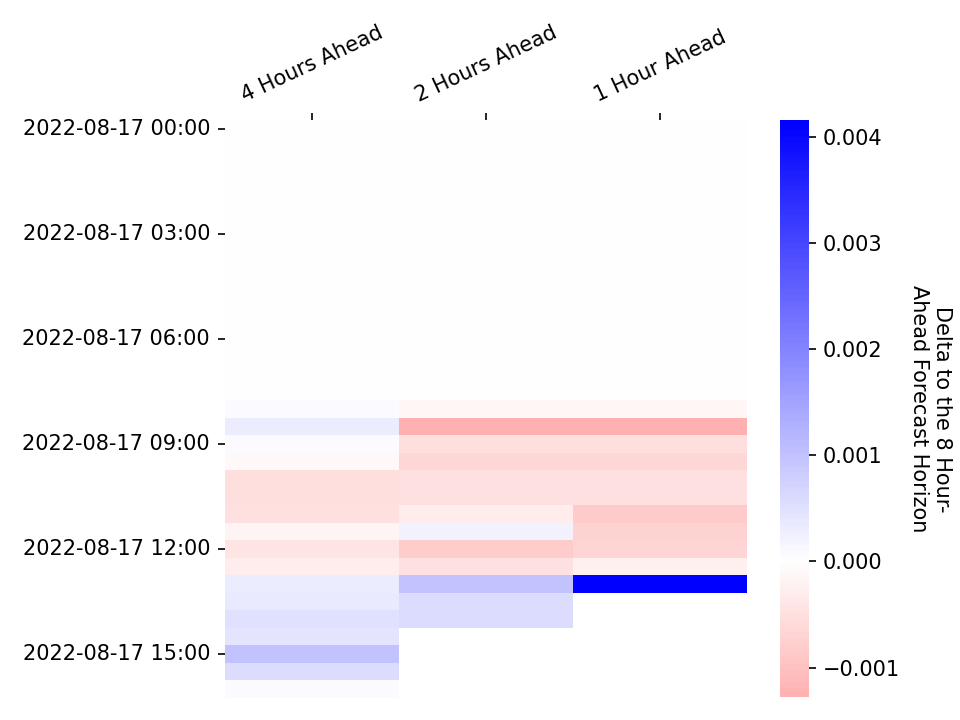 4 Hours Ahead
2 Hours Ahead
1 Hour Ahead
2022-08-17 00:00
2022-08-17 03:00
2022-08-17 06:00
2022-08-17 09:00
2022-08-17 12:00
2022-08-17 15:00
0.004
0.003
0.002
0.001
0.000
−0.001
Delta to the 8 Hour-
Ahead Forecast Horizon